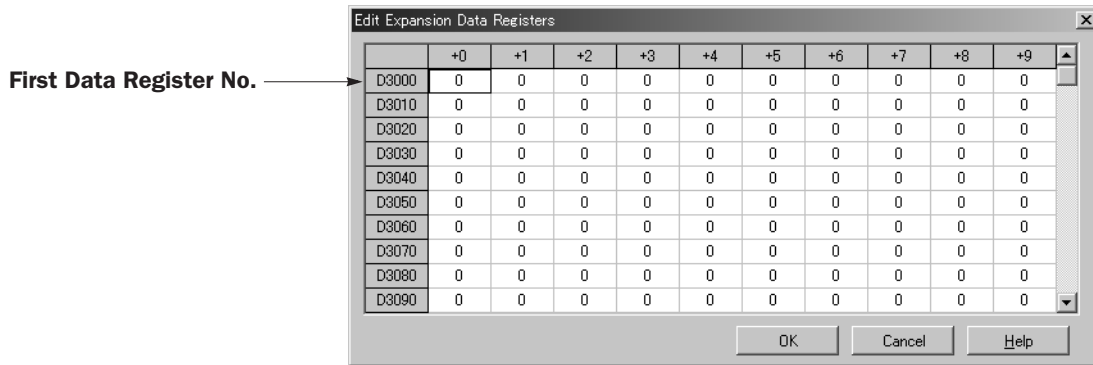 Edit Expansion Data Registers
+0 +1 +2 +3 +4 +5 +6 +7 +8 +9
First Data Register No.
D3000 0 0 0 0 0 0 0 0 0 0
D3010 0 0 0 0 0 0 0 0 0 0
D3020 0 0 0 0 0 0 0 0 0 0
D3030 0 0 0 0 0 0 0 0 0 0
D3040 0 0 0 0 0 0 0 0 0 0
D3050 0 0 0 0 0 0 0 0 0 0
D3060 0 0 0 0 0 0 0 0 0 0
D3070 0 0 0 0 0 0 0 0 0 0
D3080 0 0 0 0 0 0 0 0 0 0
D3090 0 0 0 0 0 0 0 0 0 0
OK Cancel Help